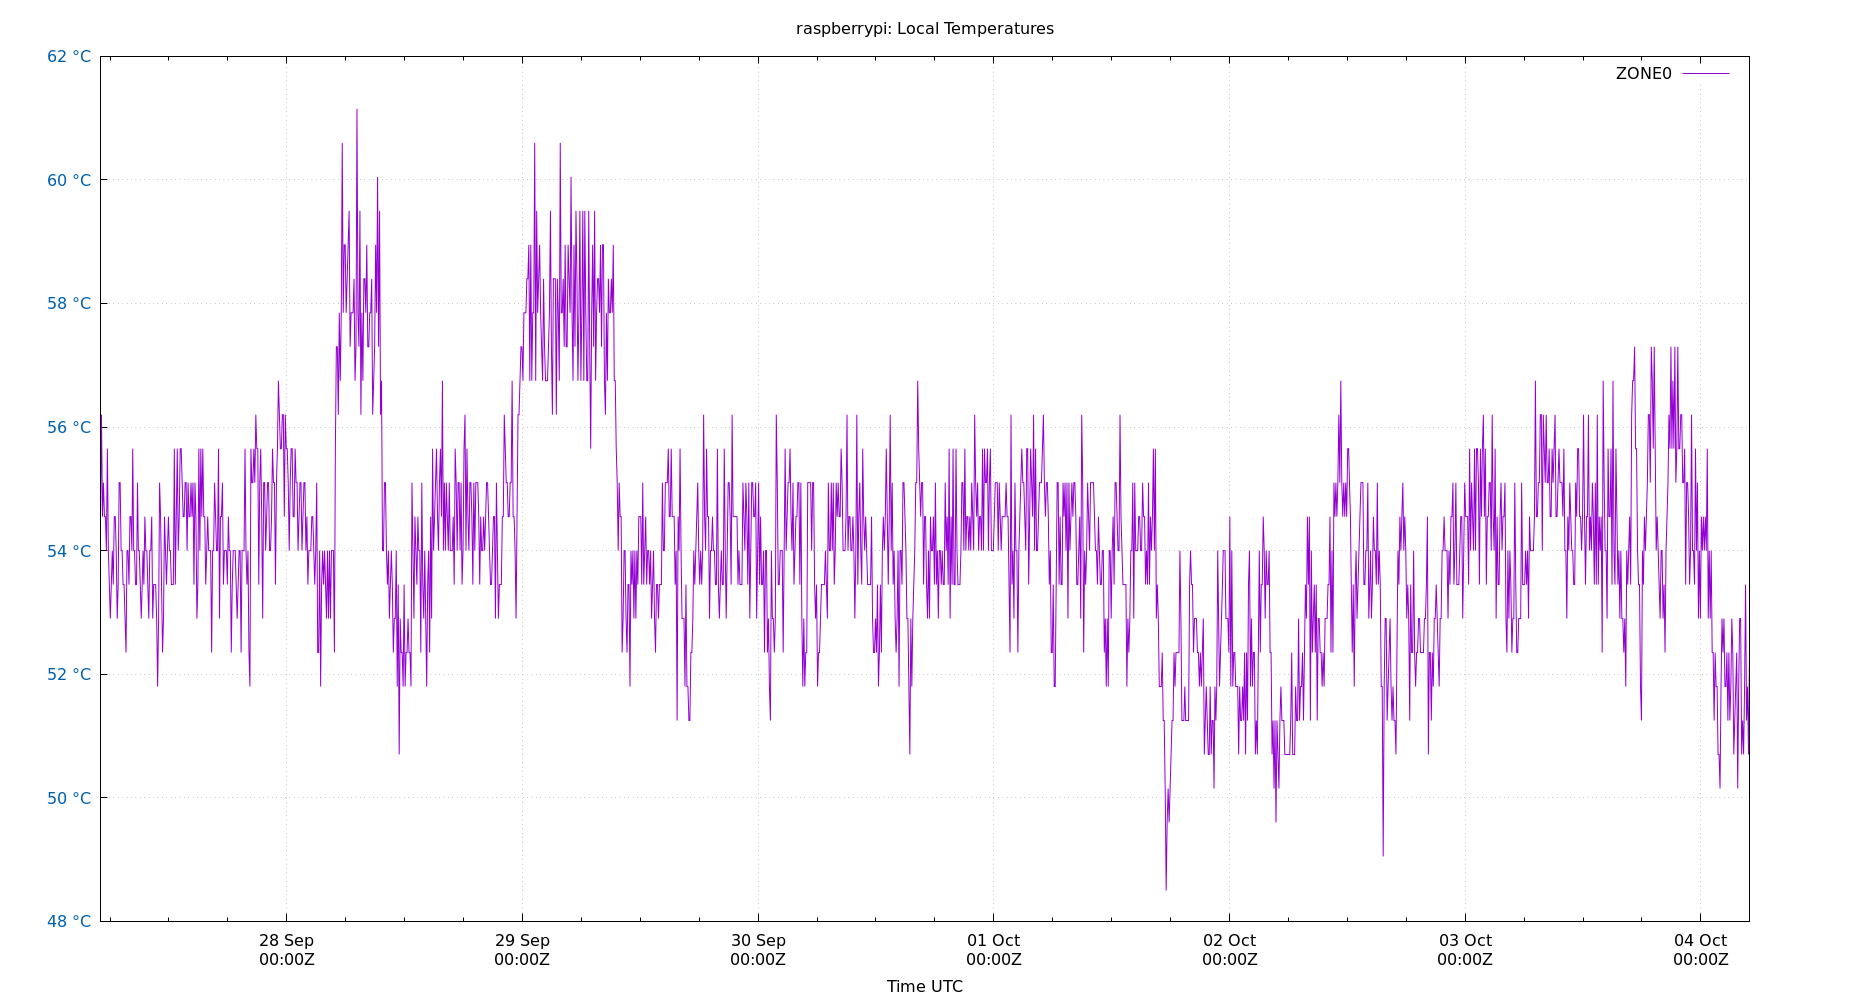 raspberrypi: Local Temperatures
ZONE0
62 °C
60 °C
58 °C
56 °C
54 °C
52 °C
50 °C
48 °C
28 Sep 29 Sep 30 Sep 01 Oct 02 Oct 03 Oct 04 Oct
00:00Z 00:00Z 00:00Z 00:00Z 00:00Z 00:00Z 00:00Z
Time UTC